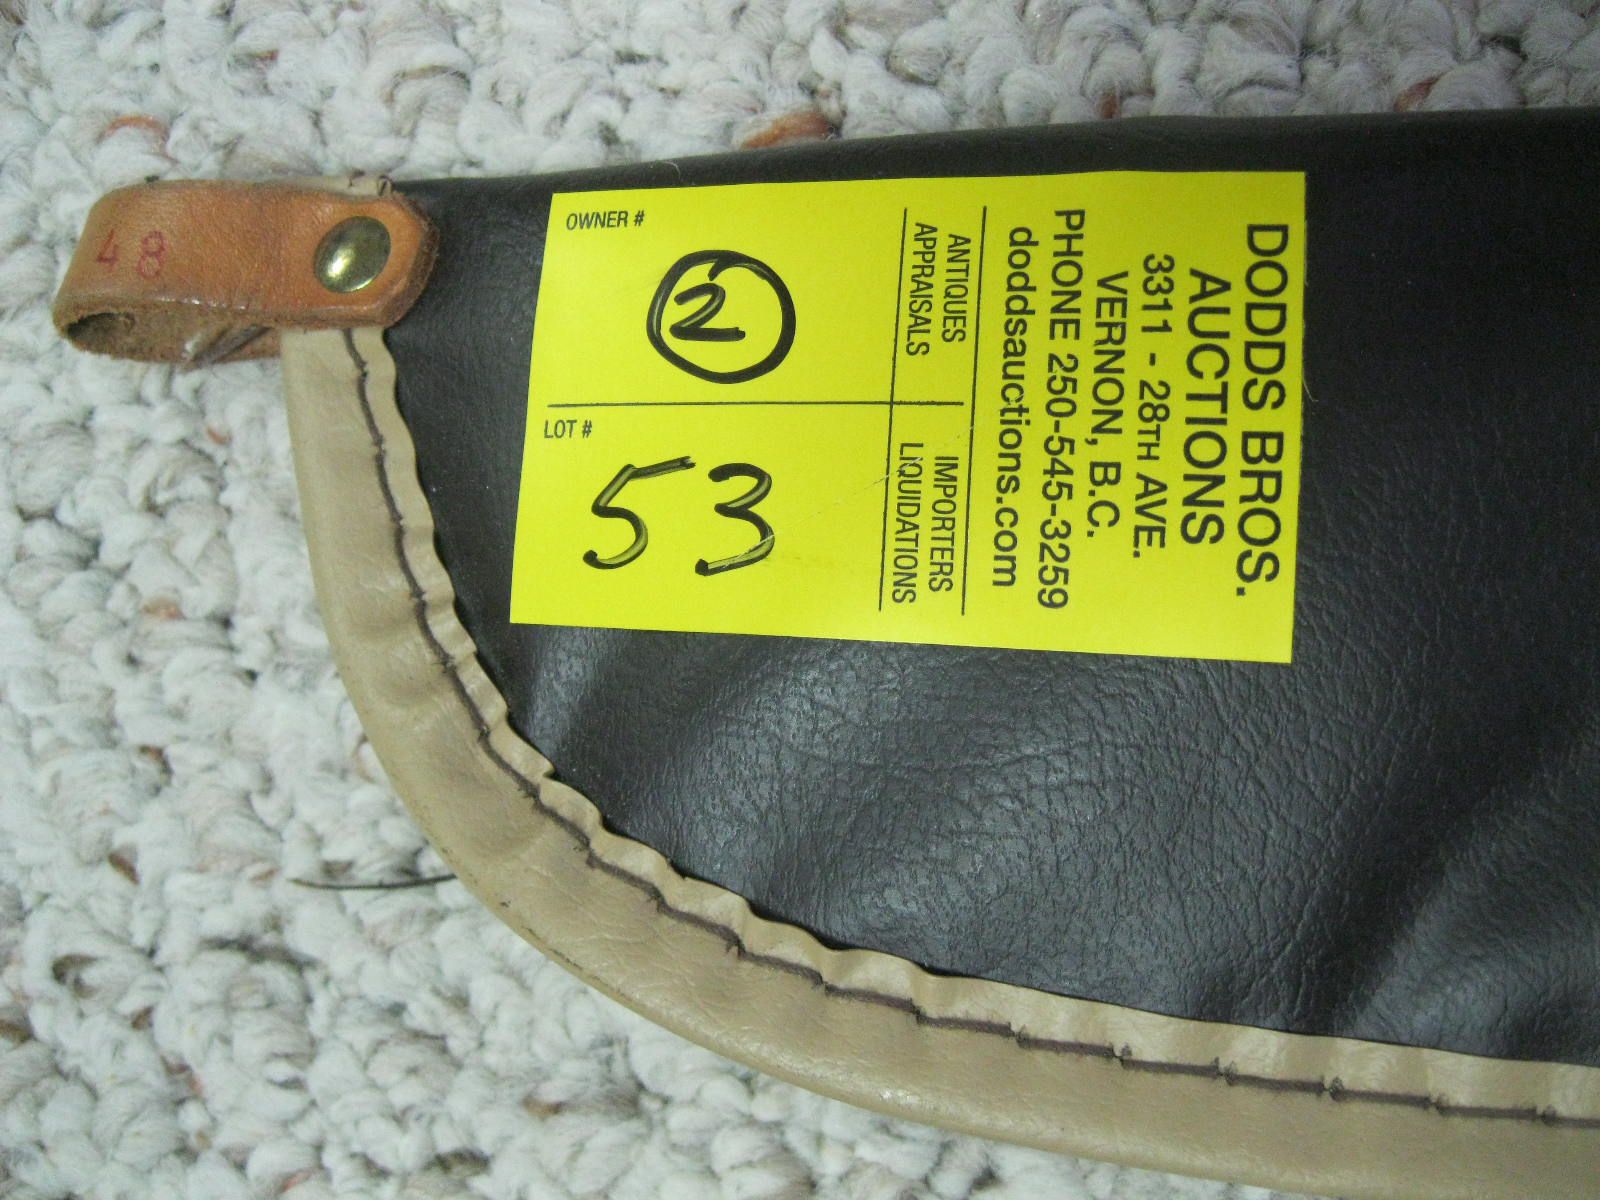 48
DODDS BROS.
AUCTIONS
3311 - 28TH AVE.
VERNON, B.C.
PHONE 250-545-3259
doddsauctions.com
ANTIQUES IMPORTERS
APPRAISALS LIQUIDATIONS
OWNER #
2
LOT #
53